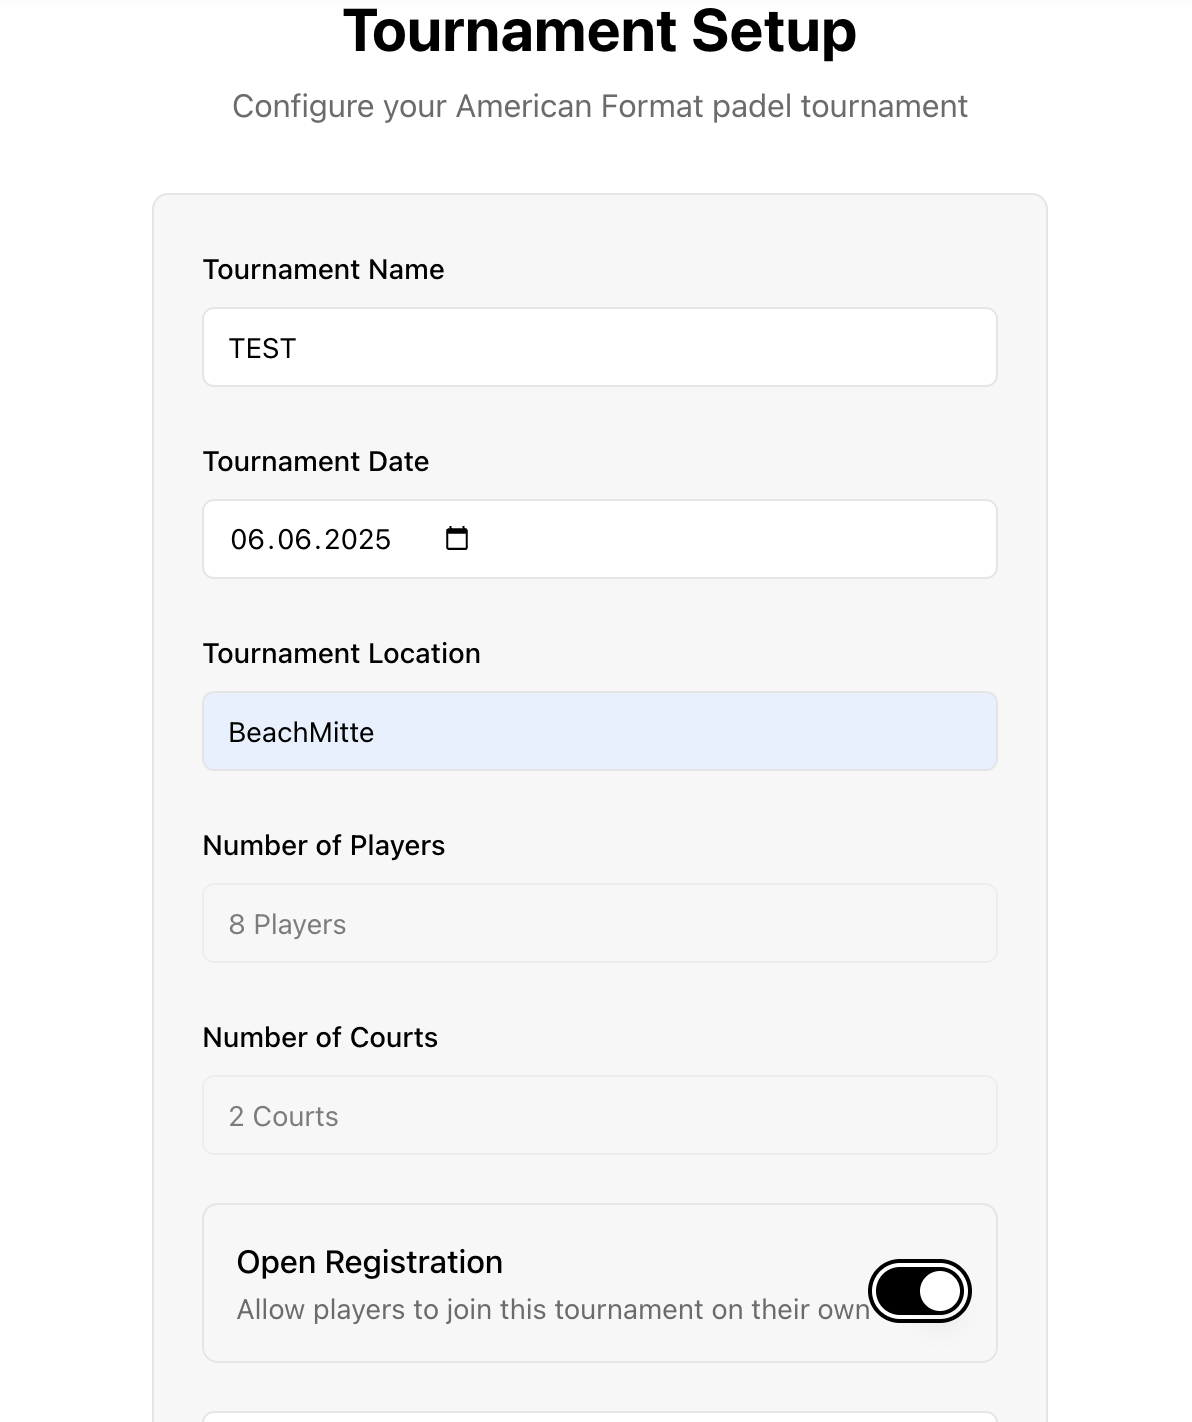 Tournament Setup
Configure your American Format padel tournament
Tournament Name
TEST
Tournament Date
06.06.2025
Tournament Location
BeachMitte
Number of Players
8 Players
Number of Courts
2 Courts
Open Registration
Allow players to join this tournament on their own